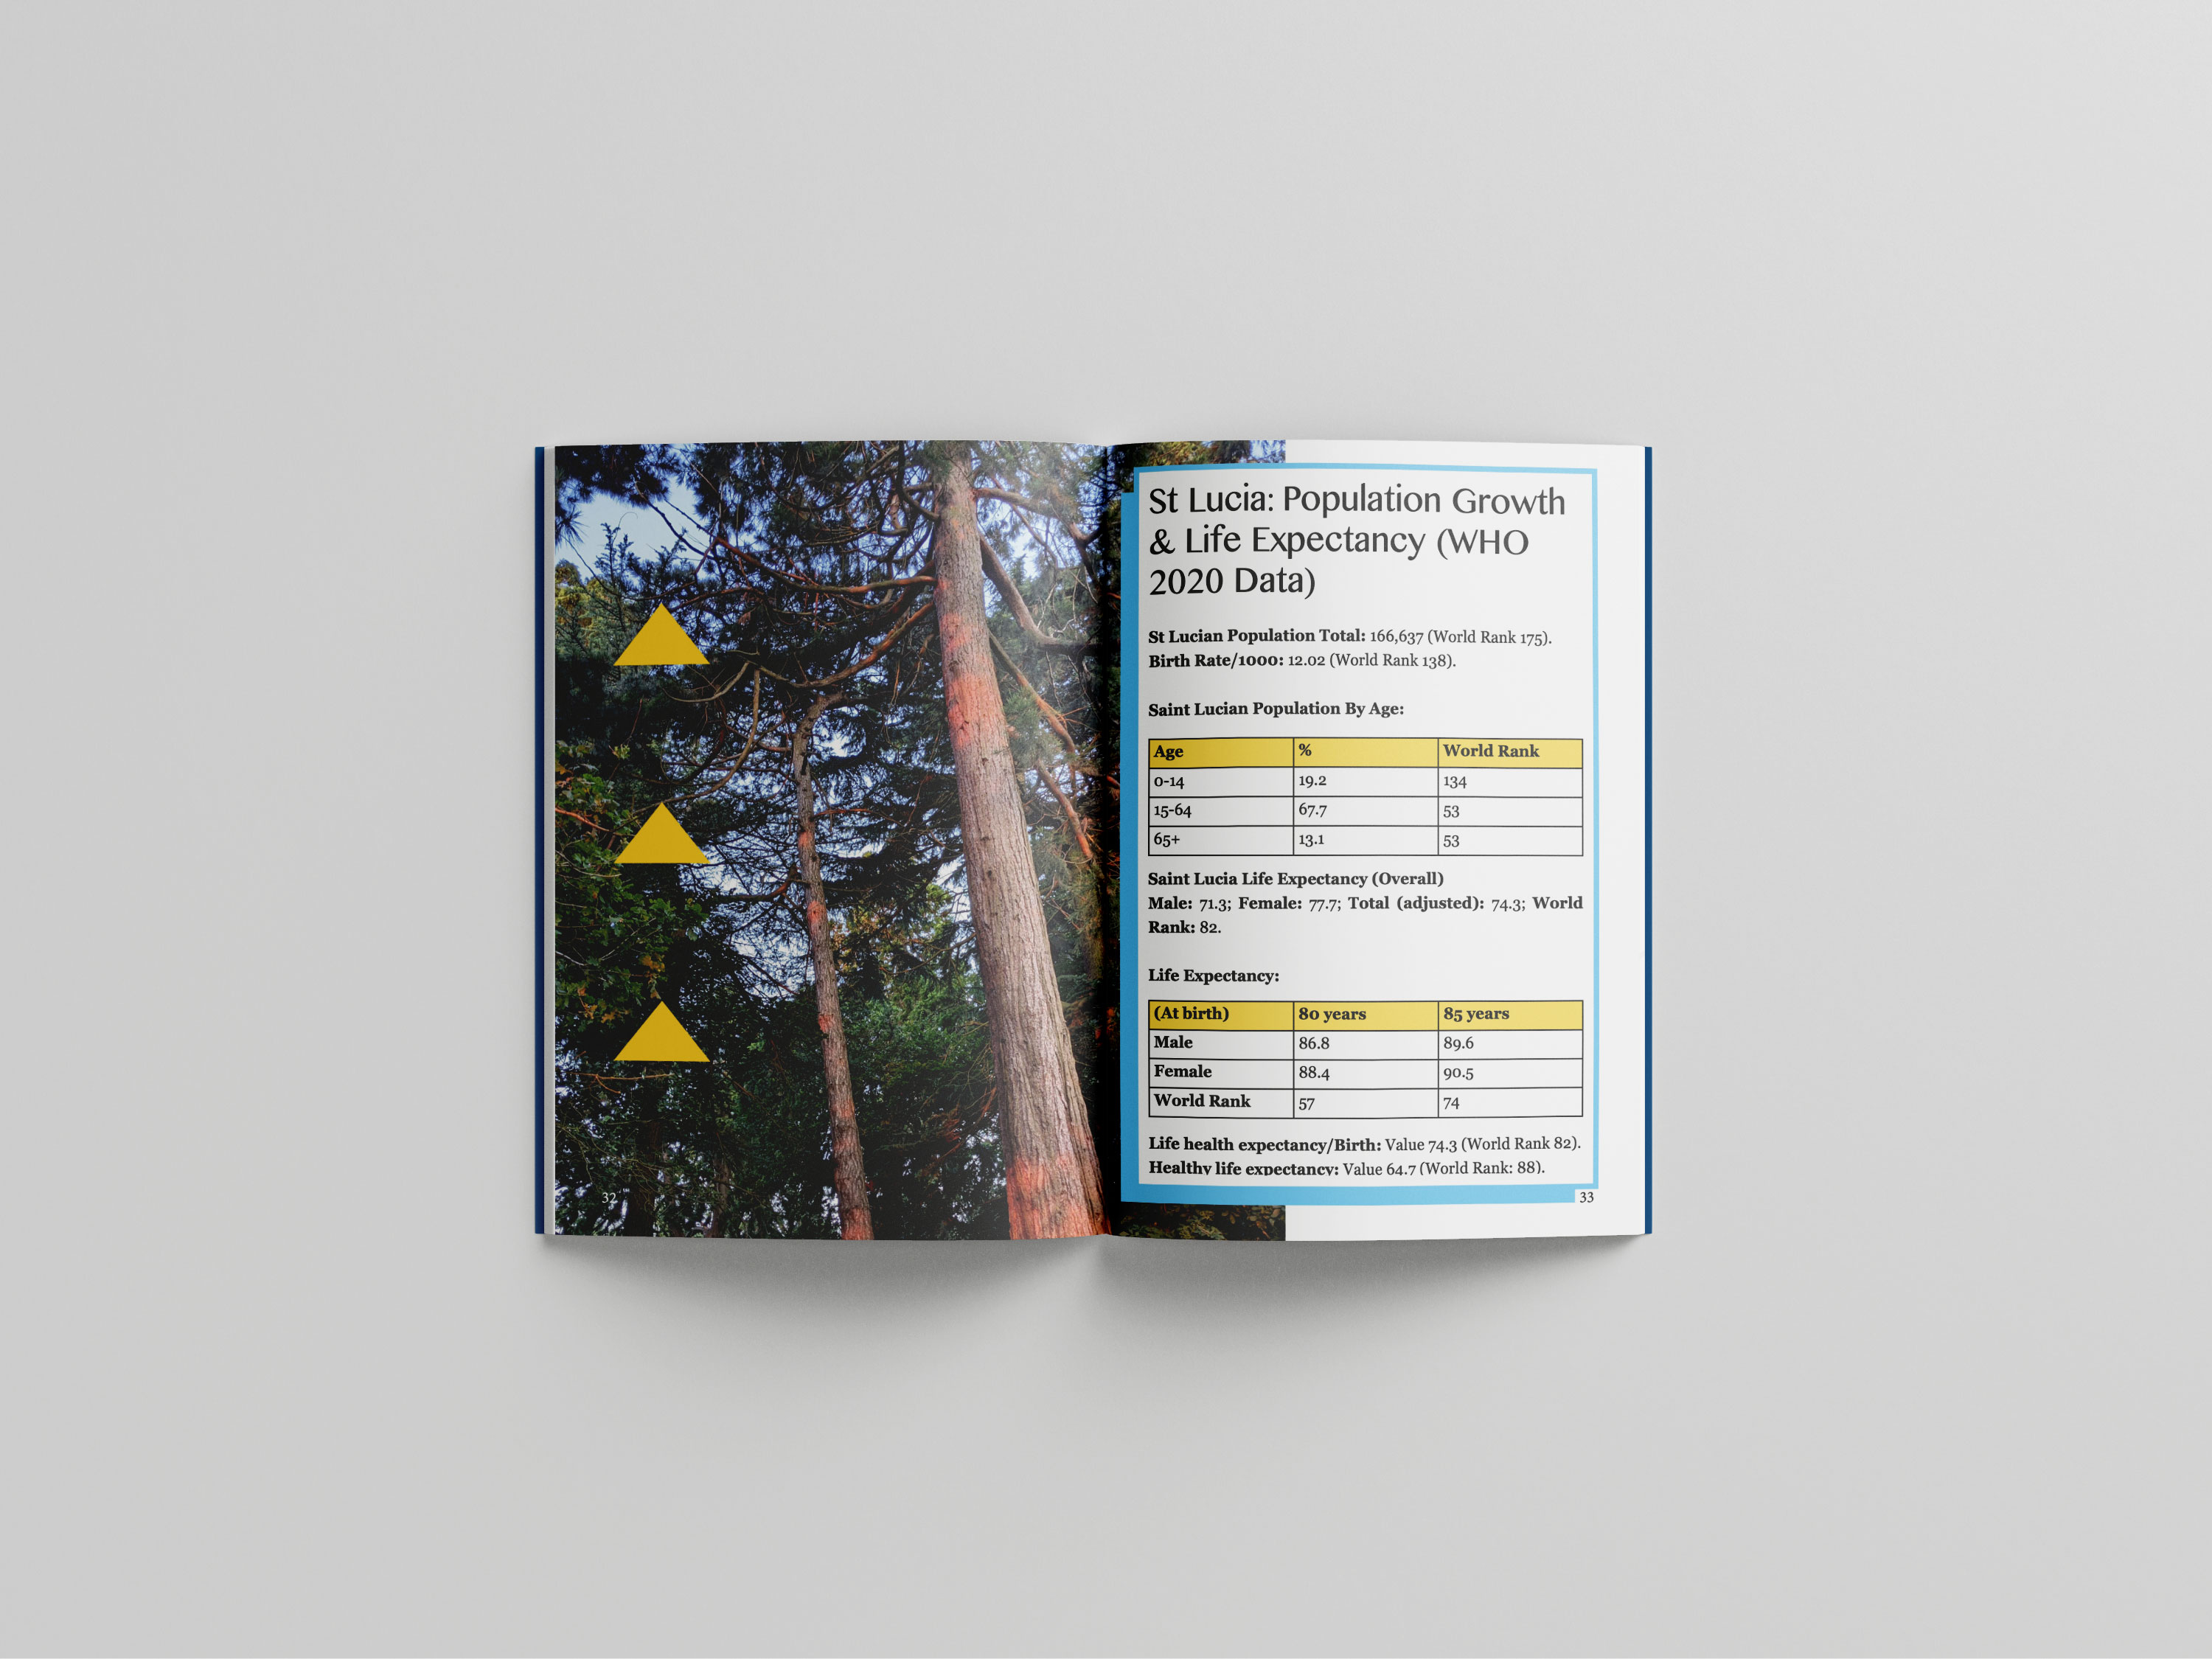 32
St Lucia: Population Growth
& Life Expectancy (WHO
2020 Data)
St Lucian Population Total: 166,637 (World Rank 175).
Birth Rate/1000: 12.02 (World Rank 138).
Saint Lucian Population By Age:
Age % World Rank
0-14 19.2 134
15-64 67.7 53
65+ 13.1 53
Saint Lucia Life Expectancy (Overall)
Male: 71.3; Female: 77.7; Total (adjusted): 74.3; World
Rank: 82.
Life Expectancy:
(At birth) 80 years 85 years
Male 86.8 89.6
Female 88.4 90.5
World Rank 57 74
Life health expectancy/Birth: Value 74.3 (World Rank 82).
Healthy life expectancy: Value 64.7 (World Rank: 88).
33